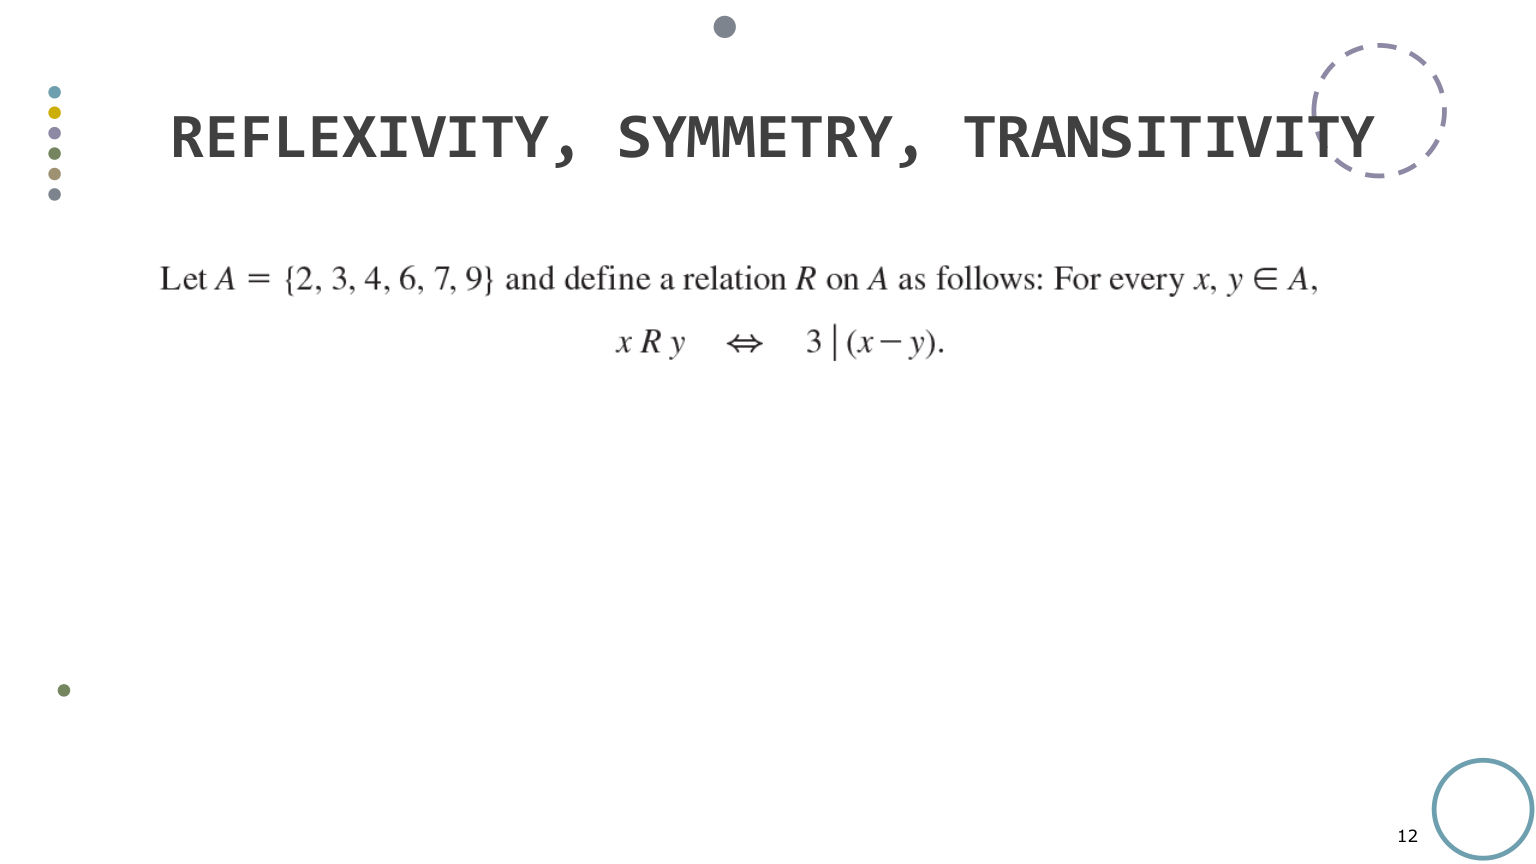 REFLEXIVITY, SYMMETRY, TRANSITIVITY
Let A = {2, 3, 4, 6, 7, 9} and define a relation R on A as follows: For every x, y ∈ A,
x R y ⇔ 3 | (x − y).
12